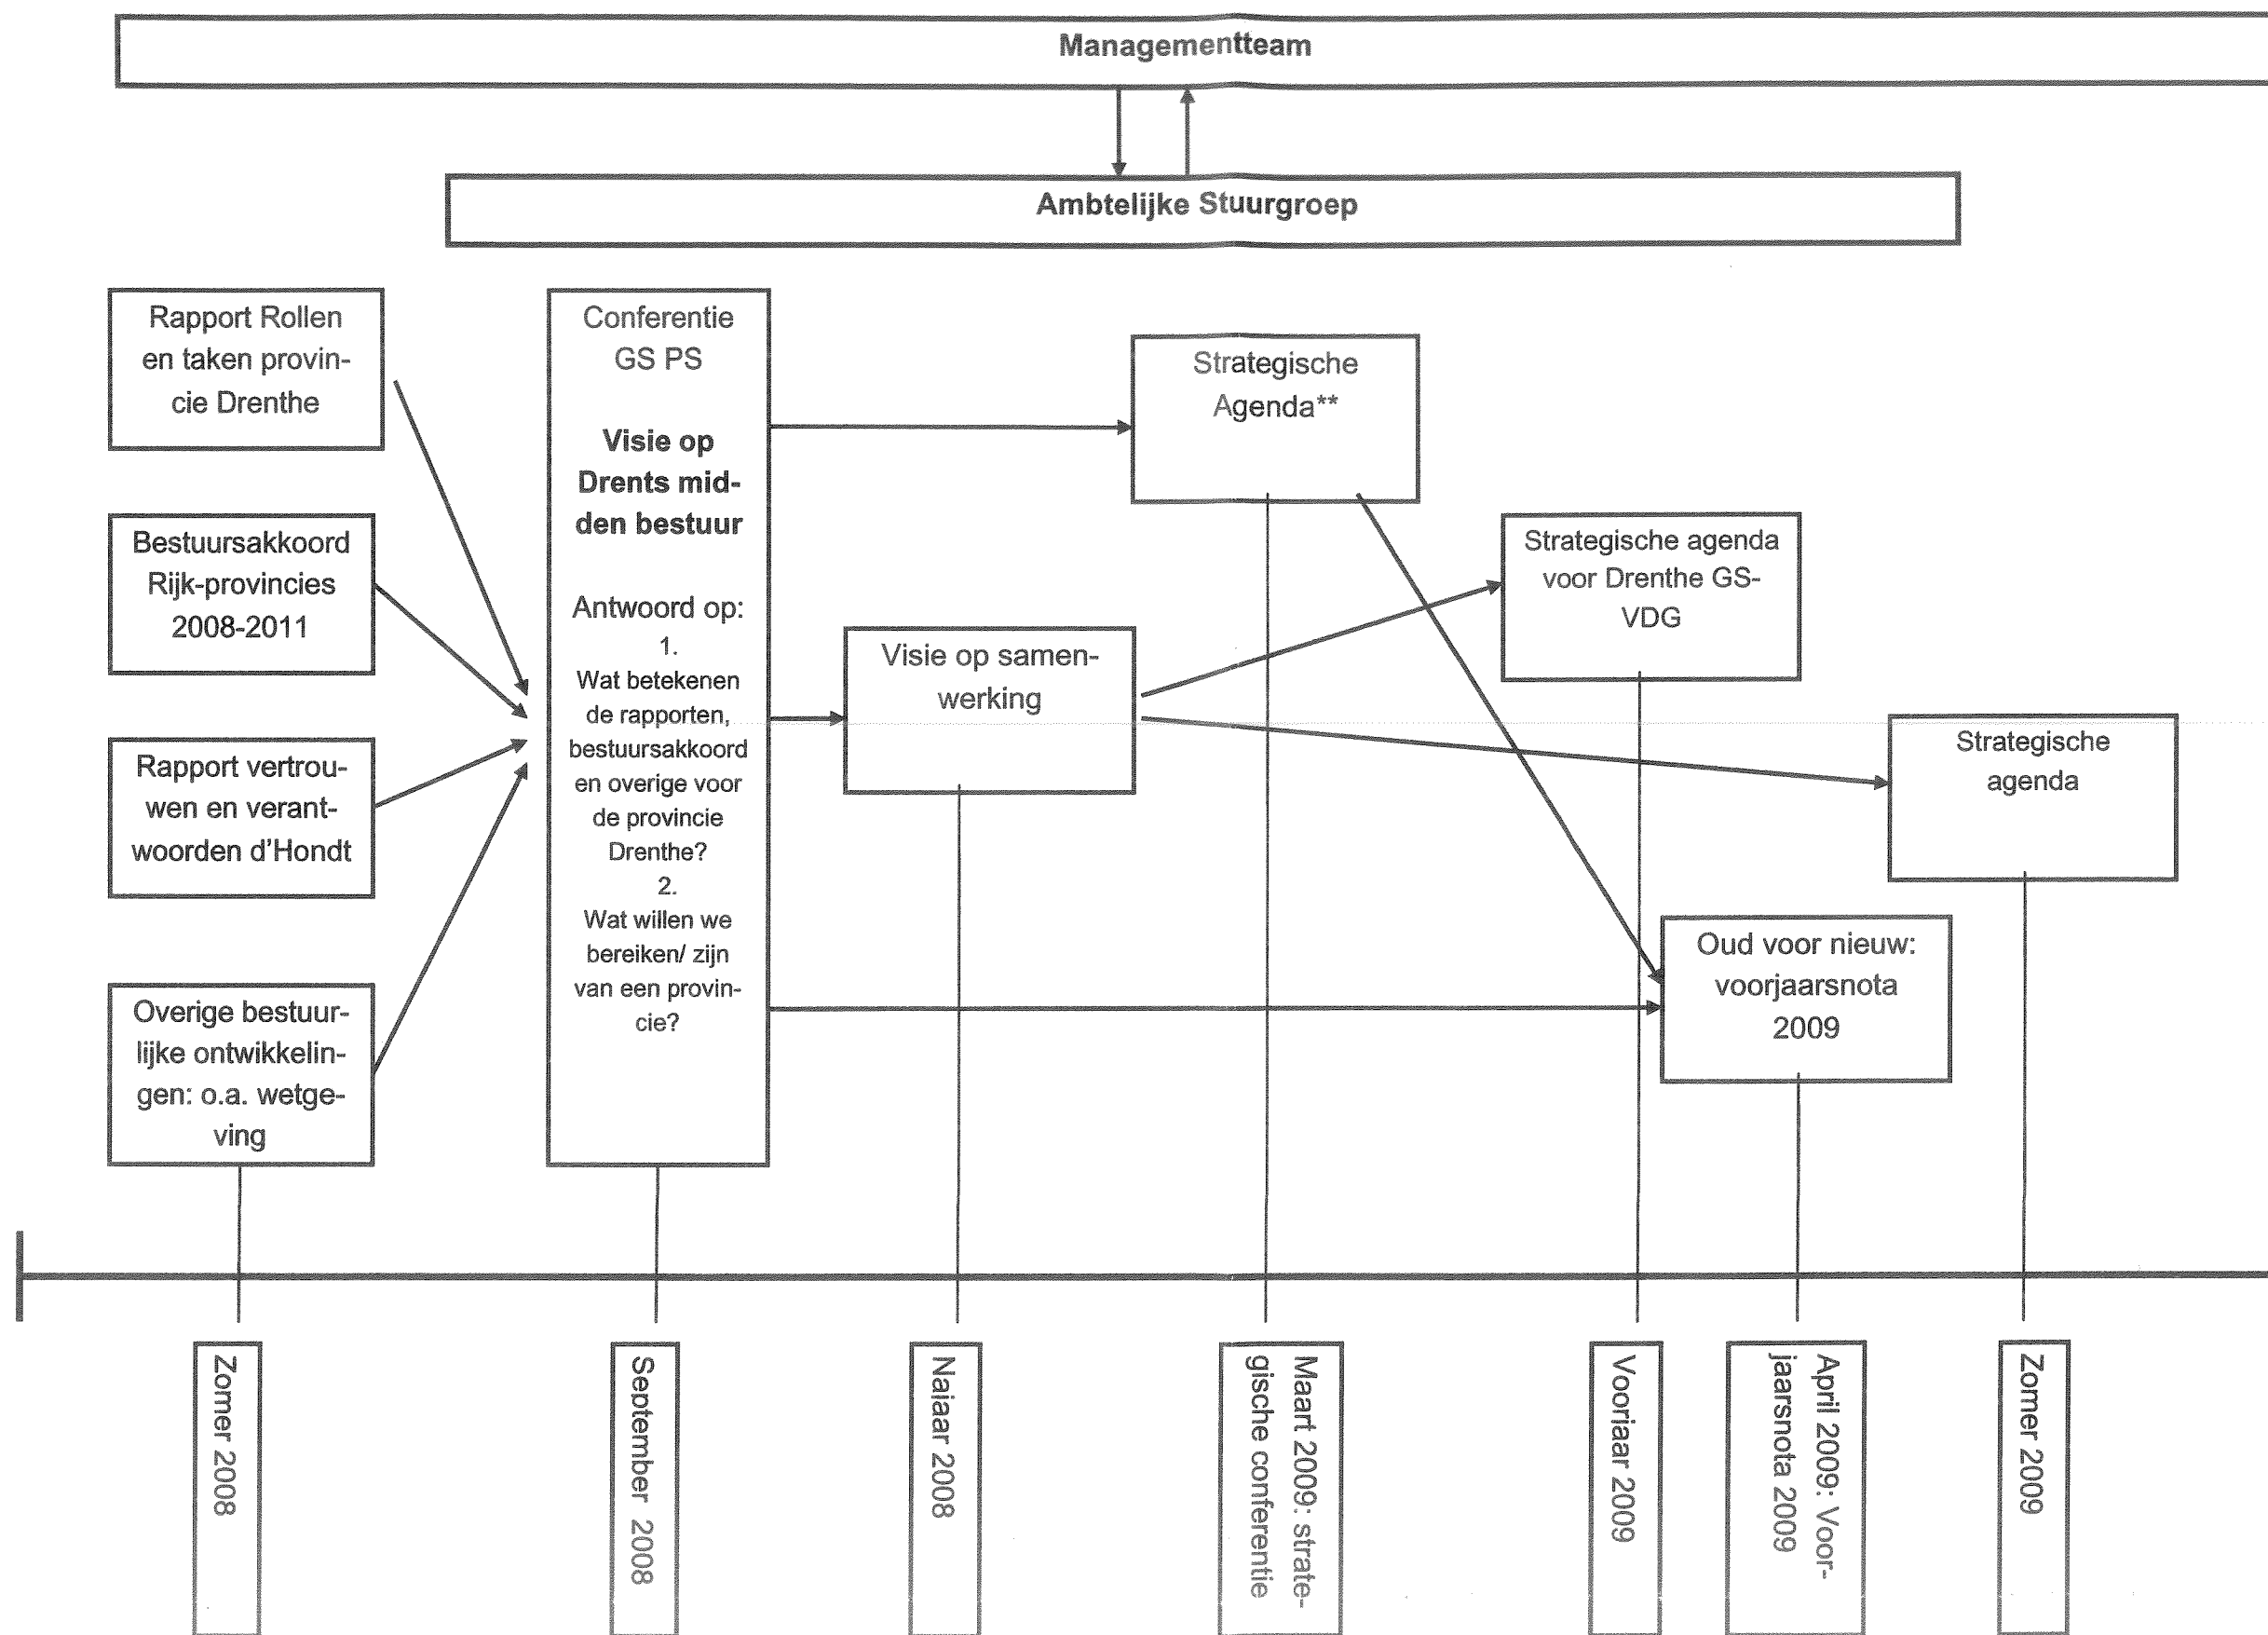 Managementteam
Ambtelijke Stuurgroep
Rapport Rollen
en taken provin-
cie Drenthe
Bestuursakkoord
Rijk-provincies
2008-2011
Rapport vertrou-
wen en verant-
woorden d'Hondt
Overige bestuur-
lijke ontwikkelin-
gen: o.a. wetge-
ving
Conferentie
GS PS
Visie op
Drents mid-
den bestuur
Antwoord op:
1.
Wat betekenen
de rapporten,
bestuursakkoord
en overige voor
de provincie
Drenthe?
2.
Wat willen we
bereiken/ zijn
van een provin-
cie?
Visie op samen-
werking
Strategische
Agenda**
Strategische agenda
voor Drenthe GS-
VDG
Oud voor nieuw:
voorjaarsnota
2009
Strategische
agenda
Zomer 2008
September 2008
Najaar 2008
Maart 2009: strate-
gische conferentie
Voorjaar 2009
April 2009: Voor-
jaarsnota 2009
Zomer 2009